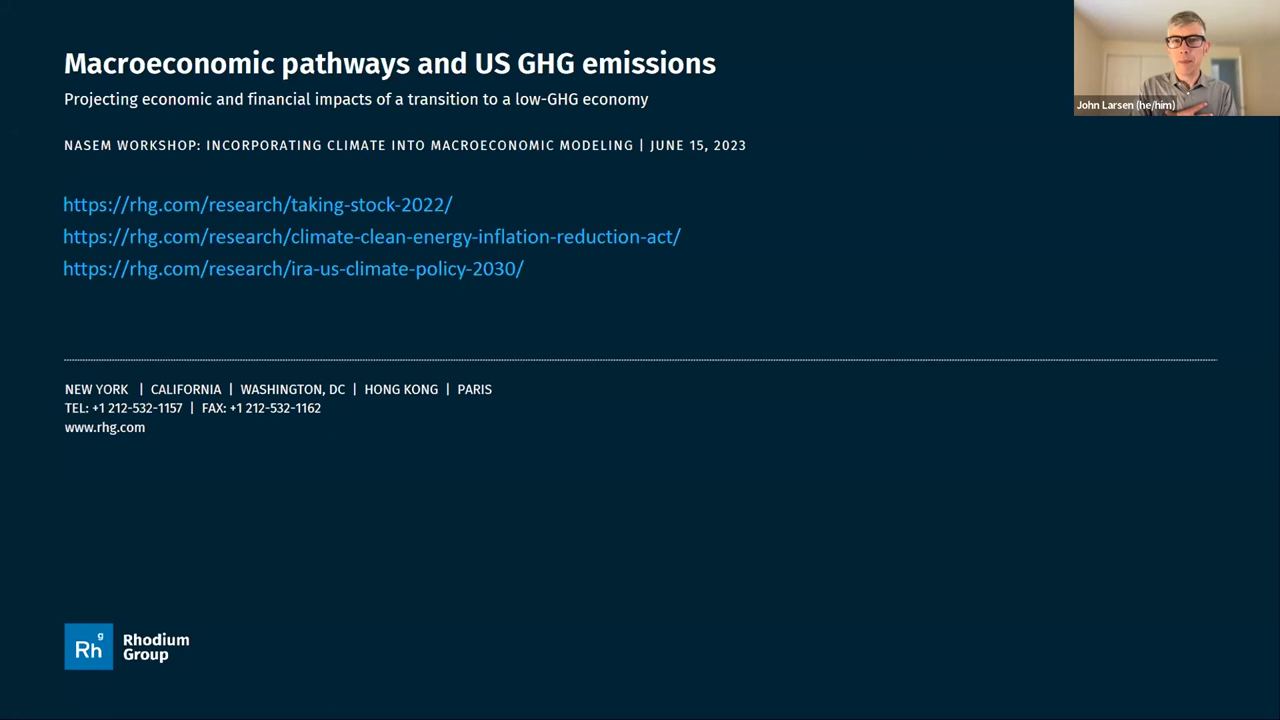 Macroeconomic pathways and US GHG emissions
Projecting economic and financial impacts of a transition to a low-GHG economy
NASEM WORKSHOP: INCORPORATING CLIMATE INTO MACROECONOMIC MODELING | JUNE 15, 2023
John Larsen (he/him)
https://rhg.com/research/taking-stock-2022/
https://rhg.com/research/climate-clean-energy-inflation-reduction-act/
https://rhg.com/research/ira-us-climate-policy-2030/
NEW YORK | CALIFORNIA | WASHINGTON, DC | HONG KONG | PARIS
TEL: +1 212-532-1157 | FAX: +1 212-532-1162
www.rhg.com
Rhg
Rhodium
Group